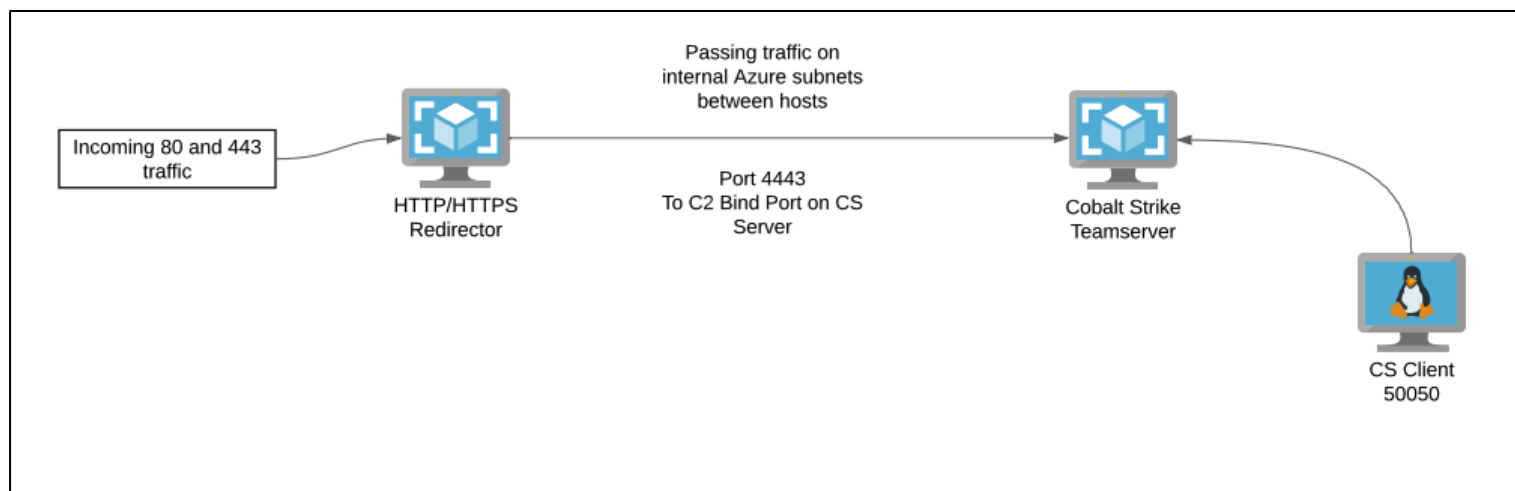 Passing traffic on
internal Azure subnets
between hosts
Incoming 80 and 443
traffic
HTTP/HTTPS
Redirector
Port 4443
To C2 Bind Port on CS
Server
Cobalt Strike
Teamserver
CS Client
50050